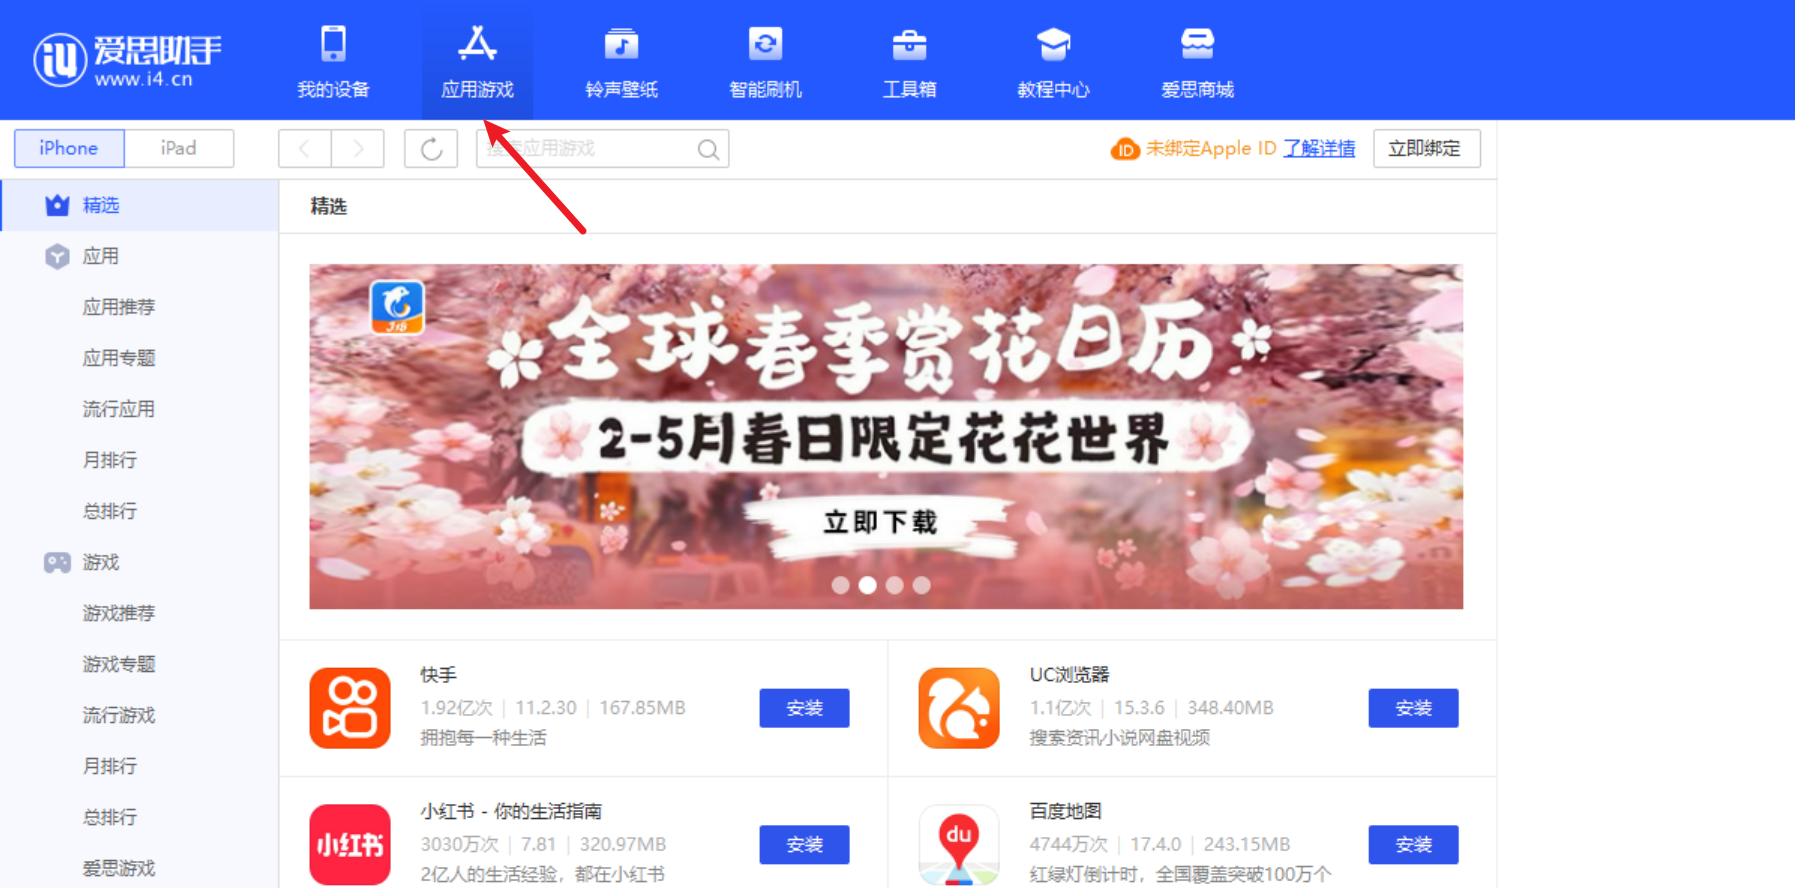 爱思助手
www.i4.cn
我的设备
应用游戏
铃声壁纸
智能刷机
工具箱
教程中心
爱思商城
iPhone
iPad
搜索应用游戏
ID
未绑定Apple ID 了解详情
立即绑定
精选
应用
应用推荐
应用专题
流行应用
月排行
总排行
游戏
游戏推荐
游戏专题
流行游戏
月排行
总排行
爱思游戏
精选
全球春季赏花日历
2-5月春日限定花花世界
立即下载
快手
1.92亿次 | 11.2.30 | 167.85MB
拥抱每一种生活
安装
UC浏览器
1.1亿次 | 15.3.6 | 348.40MB
搜索资讯小说网盘视频
安装
小红书
小红书 - 你的生活指南
3030万次 | 7.81 | 320.97MB
2亿人的生活经验，都在小红书
安装
du
百度地图
4744万次 | 17.4.0 | 243.15MB
红绿灯倒计时，全国覆盖突破100万个
安装